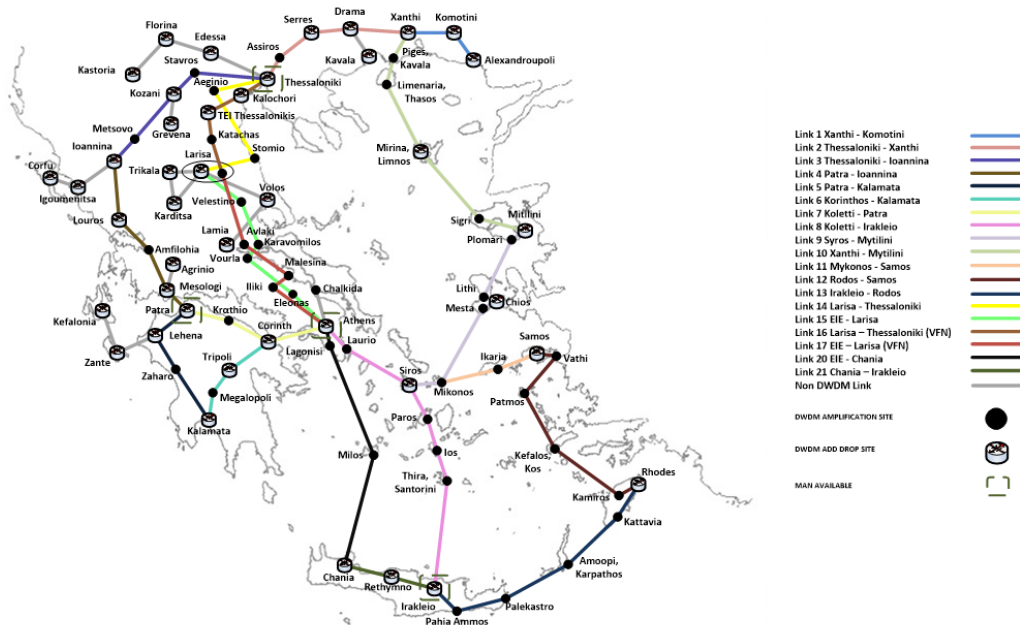 Florina
Edessa
Kastoria
Stavros
Kozani
Aeginio
Grevena
Assiros
Serres
Drama
Kavala
Xanthi
Komotini
Piges,
Kavala
Alexandroupoli
Limenaria,
Thasos
Thessaloniki
Kalochori
TEI Thessalonikis
Katachas
Metsovo
Ioannina
Corfu
Igoumenitsa
Larisa
Trikala
Karditsa
Stomio
Velestino
Volos
Lamia
Avlaki
Karavomilos
Vourla
Malesina
Iliki
Eleonas
Chalkida
Mirina,
Limnos
Sigri
Mitilini
Plomari
Lithi
Mesta
Chios
Louros
Amfilohia
Agrinio
Mesologi
Kefalonia
Patra
Krathio
Corinth
Athens
Lagonisi
Laurio
Lehena
Zante
Zaharo
Tripoli
Megalopoli
Kalamata
Siros
Mikonos
Ikaria
Samos
Vathi
Patmos
Paros
Ios
Thira,
Santorini
Milos
Kefalos,
Kos
Rhodes
Kamiros
Kattavia
Amoopi,
Karpathos
Chania
Rethymno
Irakleio
Palekastro
Pahia Ammos
Link 1 Xanthi - Komotini
Link 2 Thessaloniki - Xanthi
Link 3 Thessaloniki - Ioannina
Link 4 Patra - Ioannina
Link 5 Patra - Kalamata
Link 6 Korinthos - Kalamata
Link 7 Koletti - Patra
Link 8 Koletti - Irakleio
Link 9 Syros - Mytilini
Link 10 Xanthi - Mytilini
Link 11 Mykonos - Samos
Link 12 Rodos - Samos
Link 13 Irakleio - Rodos
Link 14 Larisa - Thessaloniki
Link 15 EIE - Larisa
Link 16 Larisa – Thessaloniki (VFN)
Link 17 EIE – Larisa (VFN)
Link 20 EIE - Chania
Link 21 Chania – Irakleio
Non DWDM Link
DWDM AMPLIFICATION SITE
DWDM ADD DROP SITE
MAN AVAILABLE